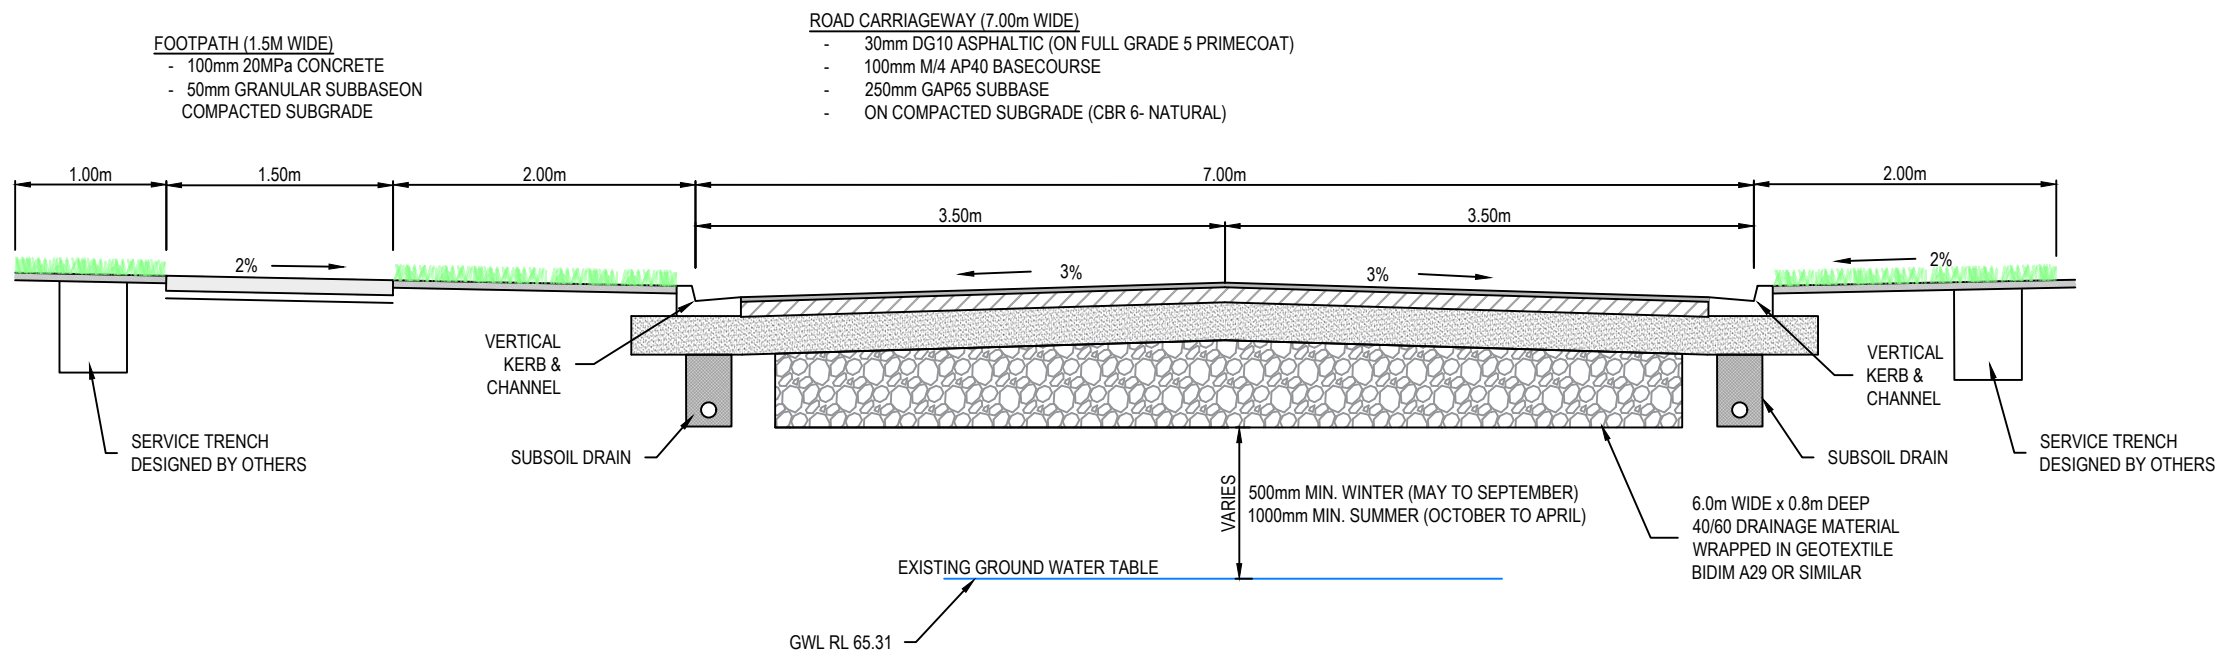 FOOTPATH (1.5M WIDE)
- 100mm 20MPa CONCRETE
- 50mm GRANULAR SUBBASEON
COMPACTED SUBGRADE
ROAD CARRIAGEWAY (7.00m WIDE)
- 30mm DG10 ASPHALTIC (ON FULL GRADE 5 PRIMECOAT)
- 100mm M/4 AP40 BASECOURSE
- 250mm GAP65 SUBBASE
- ON COMPACTED SUBGRADE (CBR 6- NATURAL)
1.00m
1.50m
2.00m
7.00m
2.00m
3.50m
3.50m
2%
3%
3%
2%
VERTICAL
KERB &
CHANNEL
VERTICAL
KERB &
CHANNEL
SERVICE TRENCH
DESIGNED BY OTHERS
SUBSOIL DRAIN
SUBSOIL DRAIN
SERVICE TRENCH
DESIGNED BY OTHERS
VARIES
500mm MIN. WINTER (MAY TO SEPTEMBER)
1000mm MIN. SUMMER (OCTOBER TO APRIL)
6.0m WIDE x 0.8m DEEP
40/60 DRAINAGE MATERIAL
WRAPPED IN GEOTEXTILE
BIDIM A29 OR SIMILAR
EXISTING GROUND WATER TABLE
GWL RL 65.31